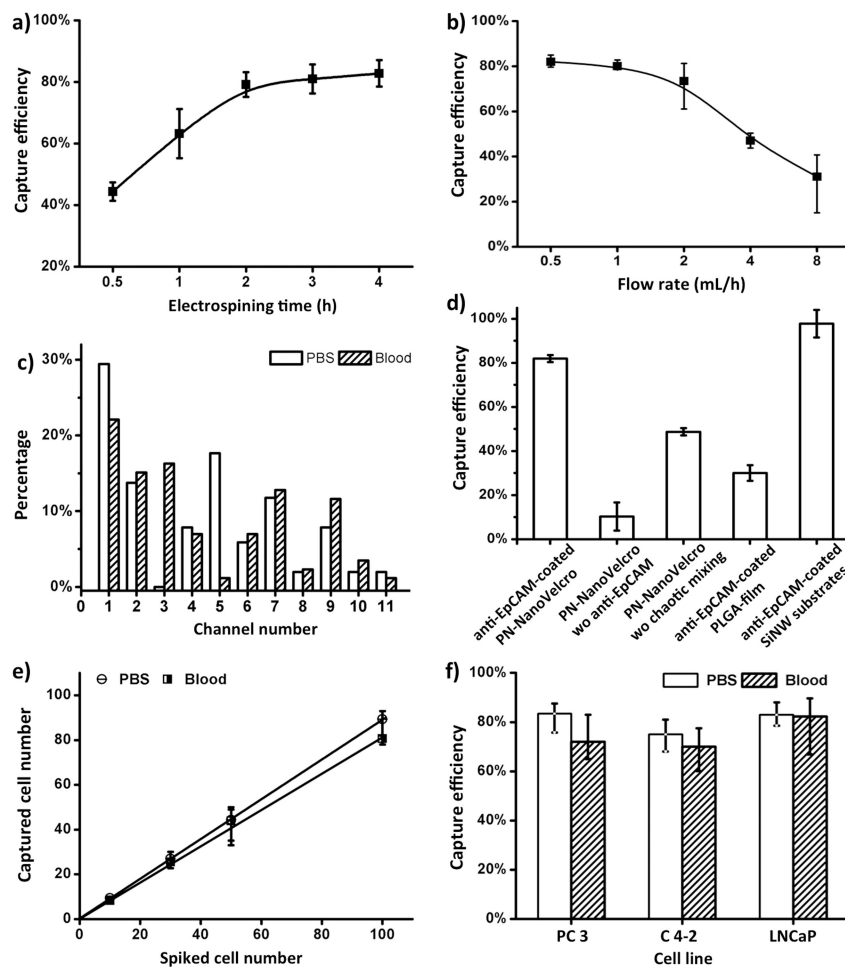 a)
Capture efficiency
100%
80%
60%
40%
20%
0.5 1 2 3 4
Electrospining time (h)
b)
Capture efficiency
100%
80%
60%
40%
20%
0%
0.5 1 2 4 8
Flow rate (mL/h)
c)
PBS Blood
Percentage
30%
20%
10%
0%
0 1 2 3 4 5 6 7 8 9 10 11
Channel number
d)
Capture efficiency
100%
80%
60%
40%
20%
0%
anti-EpCAM-coated
PN-NanoVelcro
PN-NanoVelcro
wo anti-EpCAM
PN-NanoVelcro
wo chaotic mixing
anti-EpCAM-coated
PLGA-film
anti-EpCAM-coated
SiNW substrates
e)
PBS Blood
Captured cell number
100
80
60
40
20
0
0 20 40 60 80 100
Spiked cell number
f)
PBS Blood
Capture efficiency
100%
80%
60%
40%
20%
0%
PC 3 C 4-2 LNCaP
Cell line